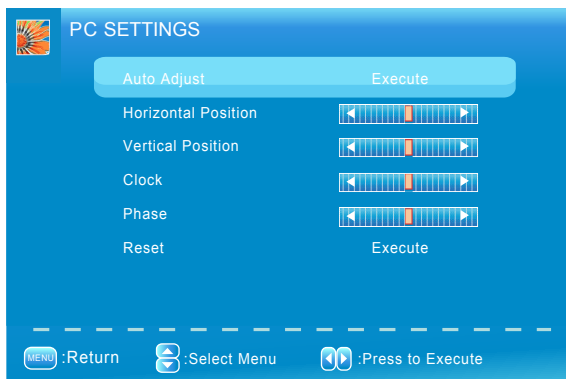 PC SETTINGS
Auto Adjust Execute
Horizontal Position
Vertical Position
Clock
Phase
Reset Execute
MENU :Return :Select Menu :Press to Execute